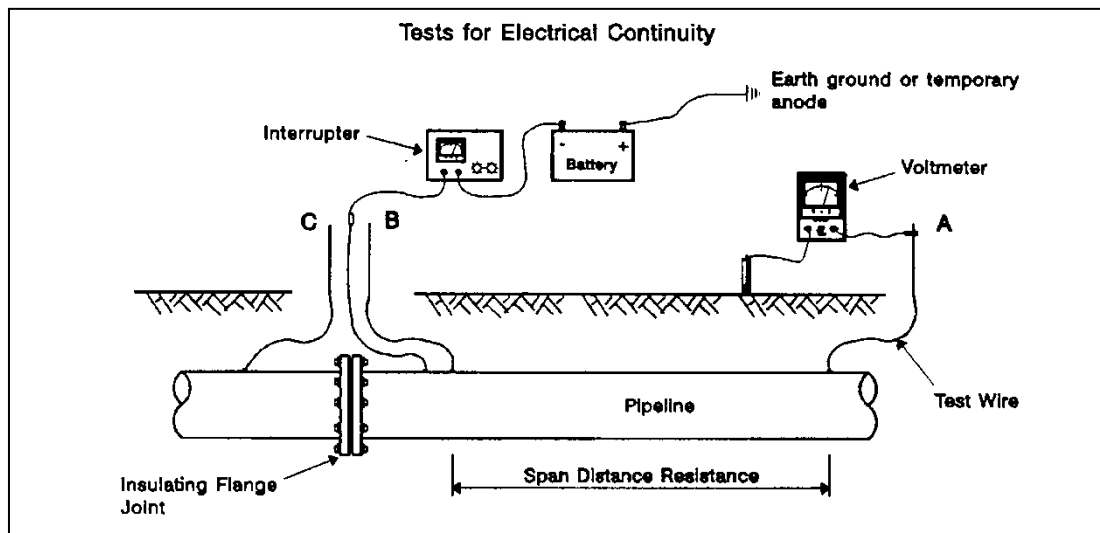 Tests for Electrical Continuity
Earth ground or temporary
anode
Interrupter
- +
Battery
Voltmeter
C B
A
Pipeline
Test Wire
Span Distance Resistance
Insulating Flange
Joint